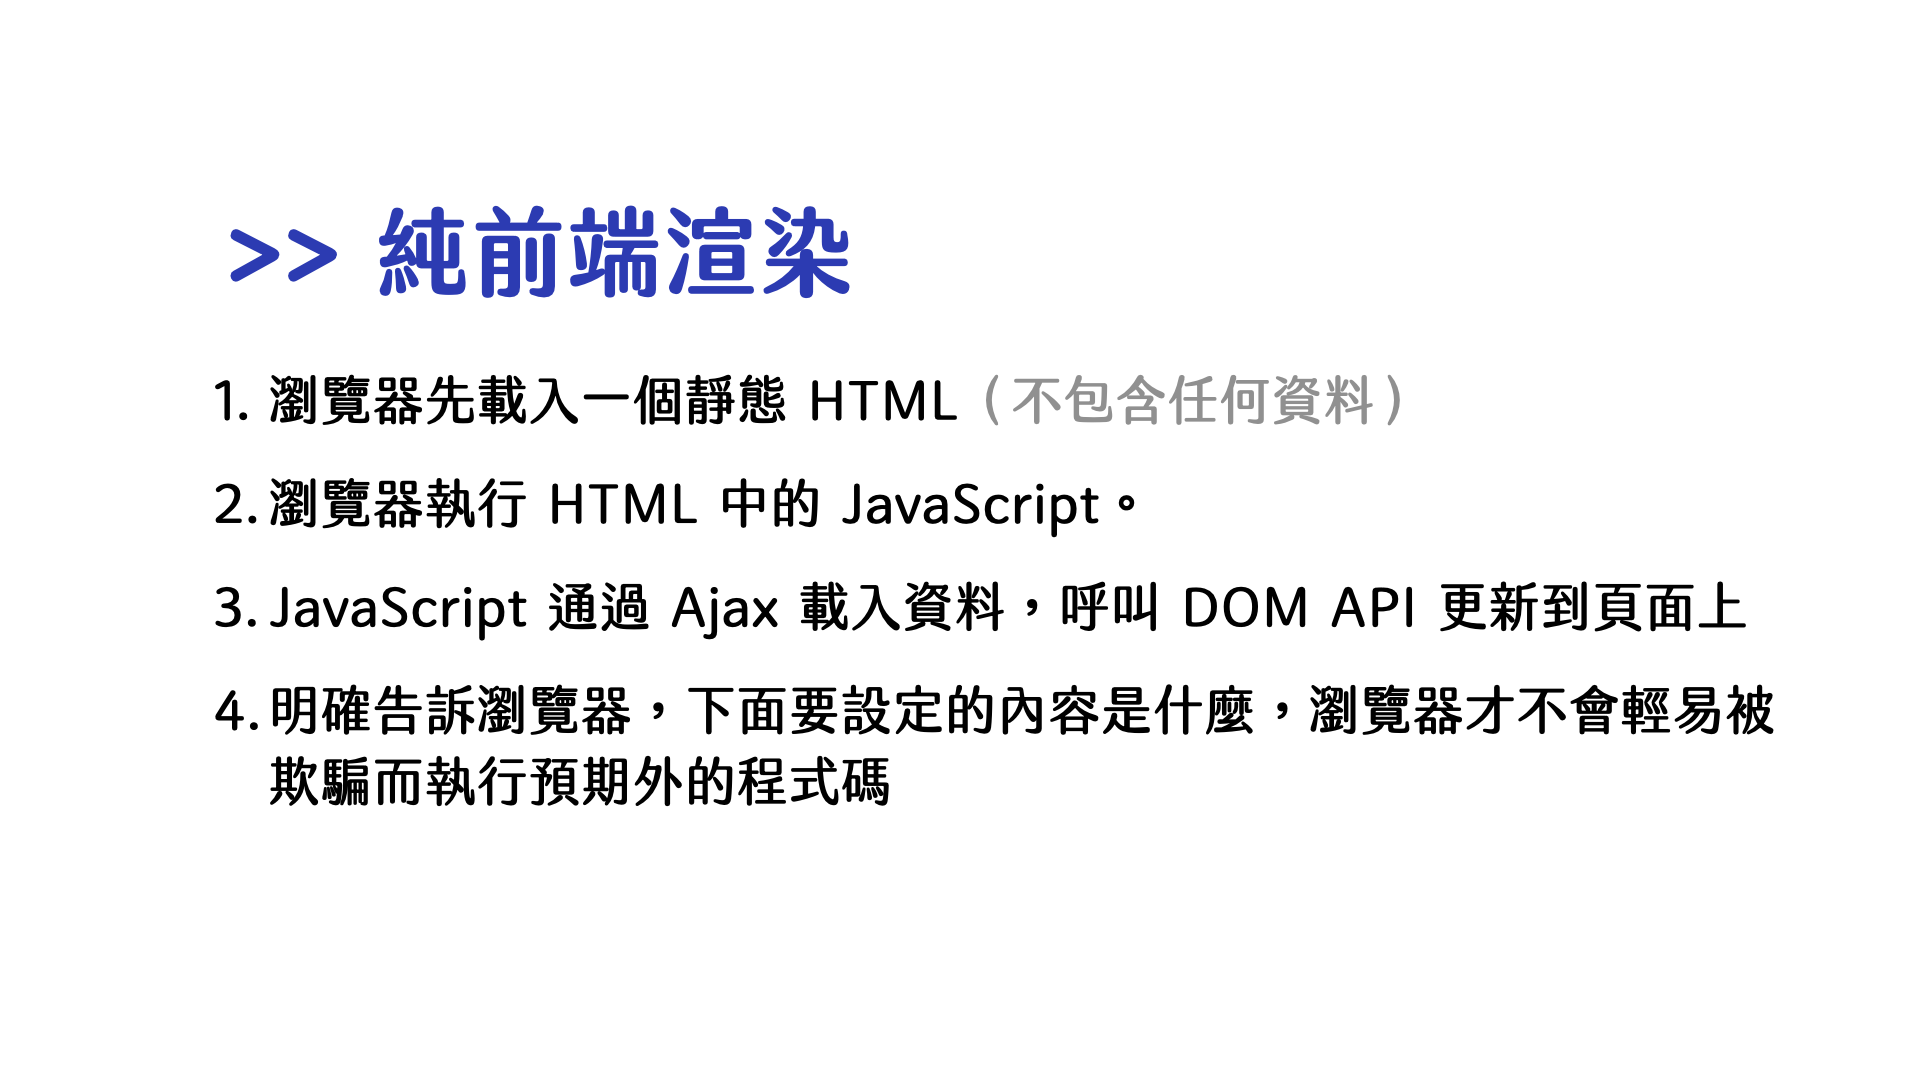 >> 純前端渲染
1. 瀏覽器先載入一個靜態 HTML（不包含任何資料）
2. 瀏覽器執行 HTML 中的 JavaScript。
3. JavaScript 通過 Ajax 載入資料，呼叫 DOM API 更新到頁面上
4. 明確告訴瀏覽器，下面要設定的內容是什麼，瀏覽器才不會輕易被
欺騙而執行預期外的程式碼